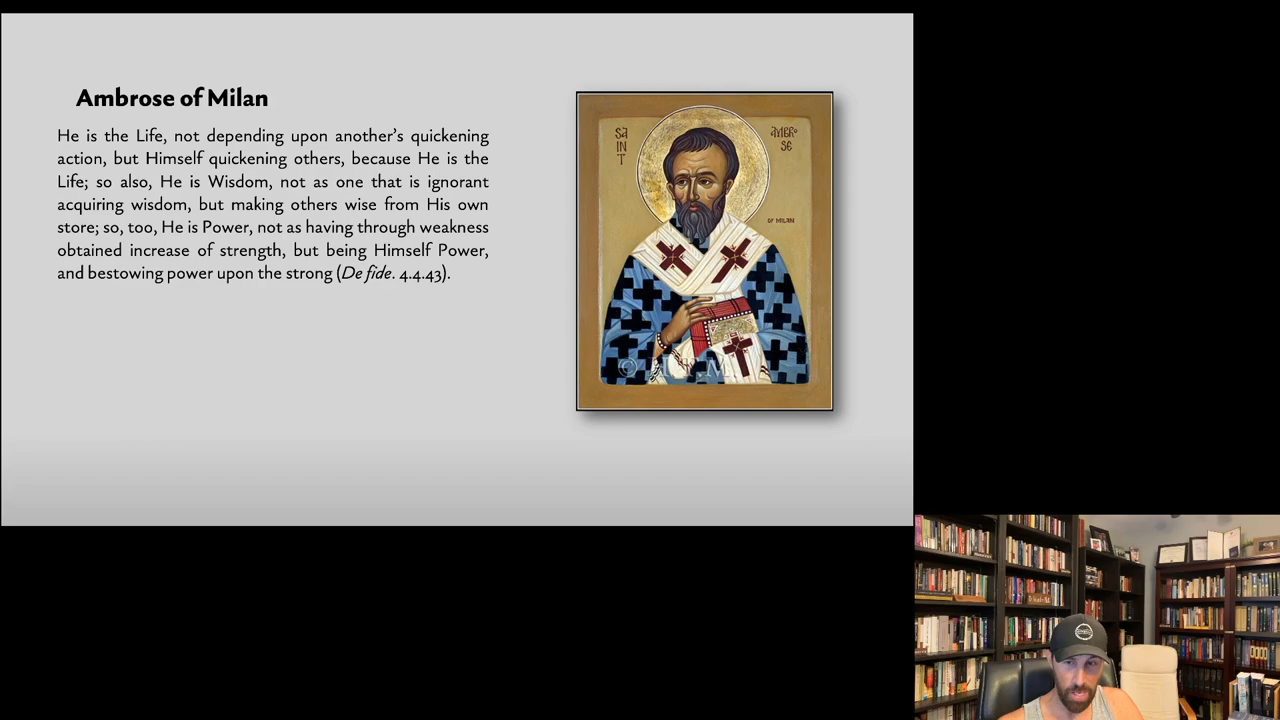 Ambrose of Milan
He is the Life, not depending upon another's quickening
action, but Himself quickening others, because He is the
Life; so also, He is Wisdom, not as one that is ignorant
acquiring wisdom, but making others wise from His own
store; so, too, He is Power, not as having through weakness
obtained increase of strength, but being Himself Power,
and bestowing power upon the strong (De fide. 4.4.43).
SA
IN
T
AMBRO
SE
OF MILAN